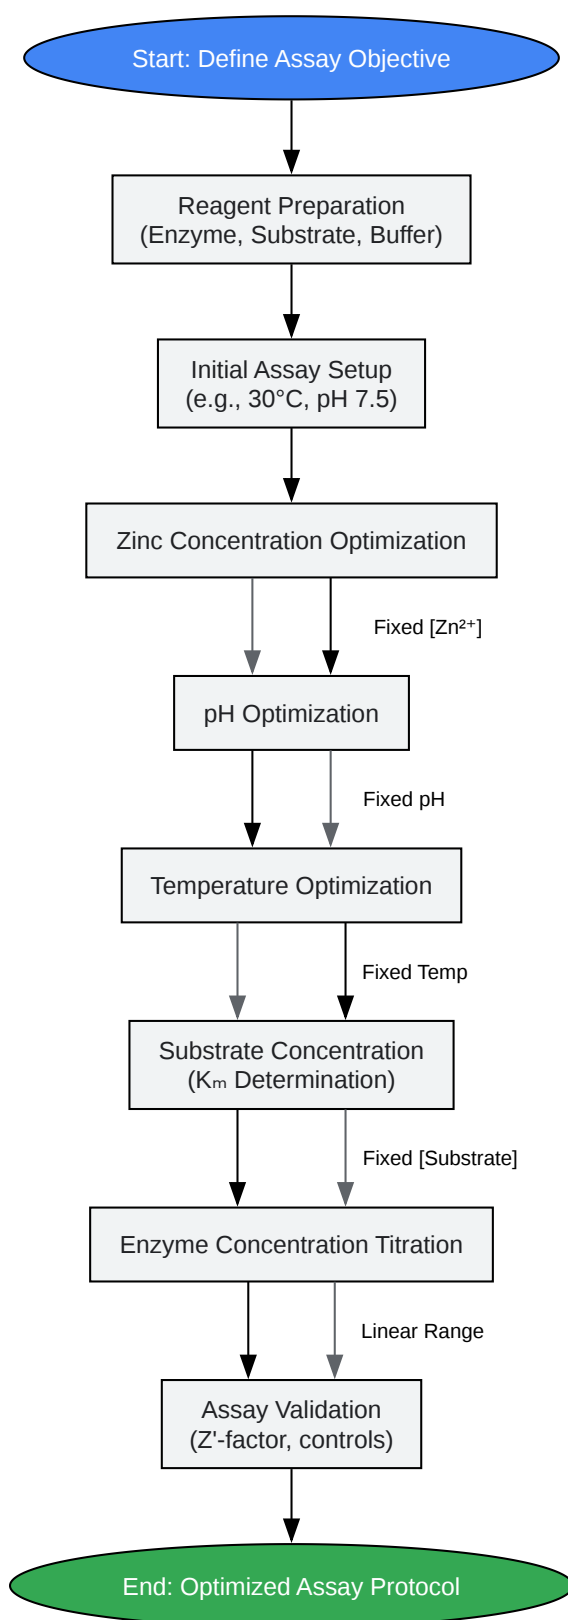 Start: Define Assay Objective
Reagent Preparation
(Enzyme, Substrate, Buffer)
Initial Assay Setup
(e.g., 30°C, pH 7.5)
Zinc Concentration Optimization
Fixed [Zn²⁺]
pH Optimization
Fixed pH
Temperature Optimization
Fixed Temp
Substrate Concentration
(Kₘ Determination)
Fixed [Substrate]
Enzyme Concentration Titration
Linear Range
Assay Validation
(Z'-factor, controls)
End: Optimized Assay Protocol